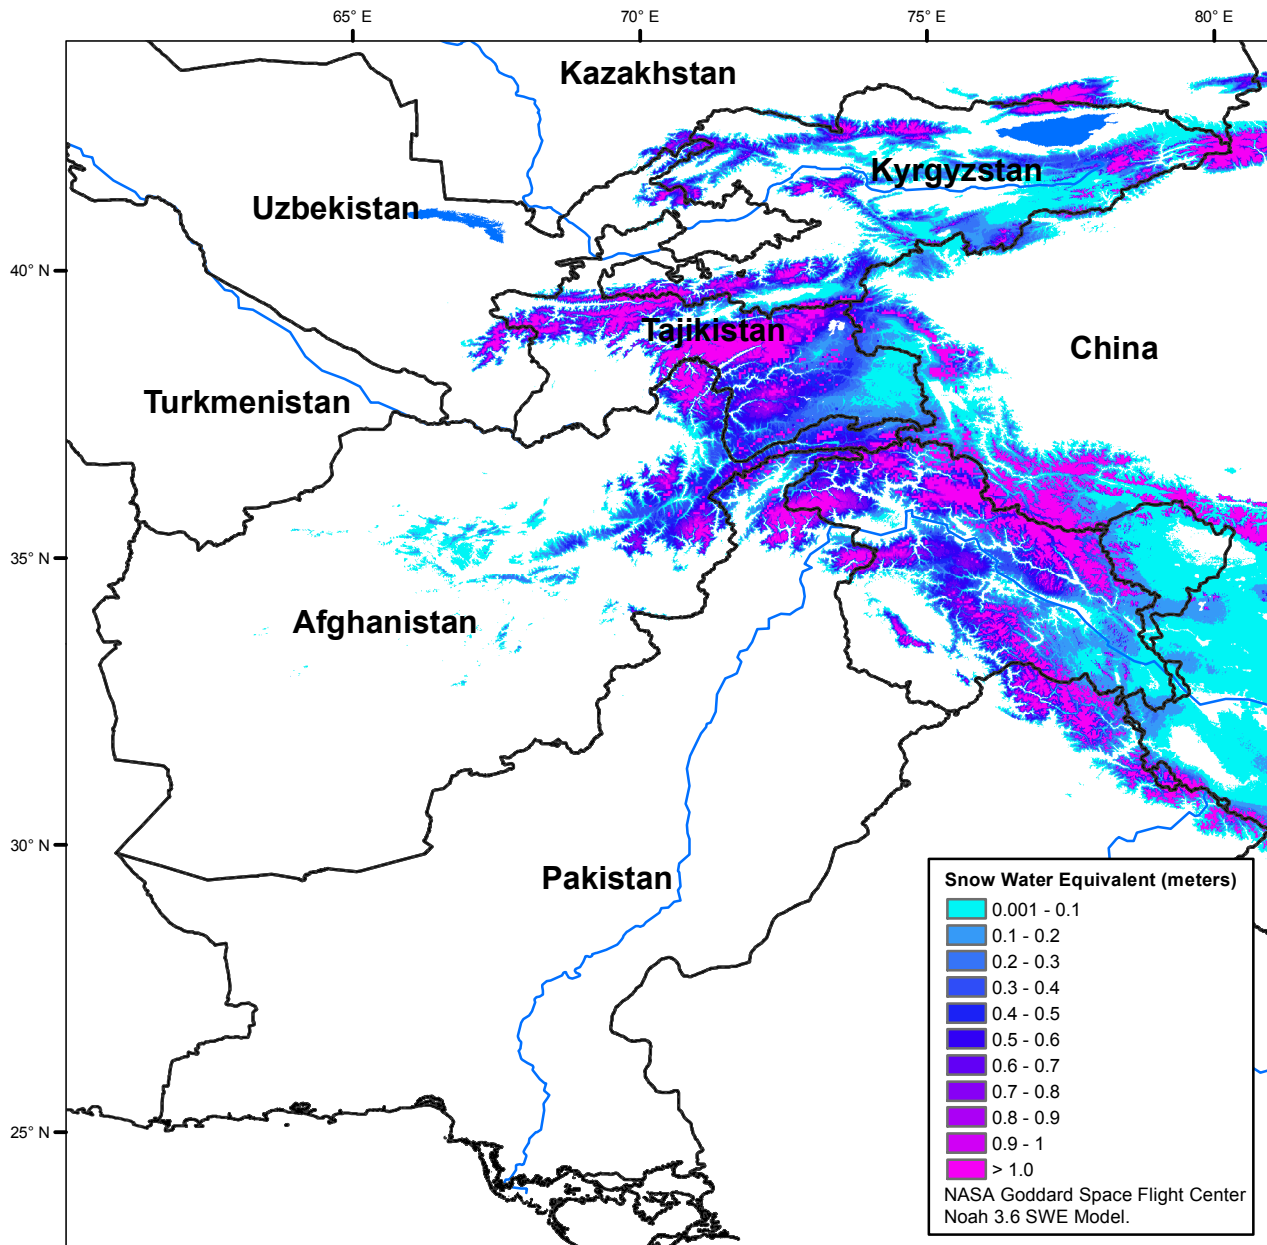 65° E
70° E
75° E
80° E
Kazakhstan
Kyrgyzstan
Uzbekistan
40° N
Tajikistan
China
Turkmenistan
35° N
Afghanistan
30° N
Pakistan
25° N
Snow Water Equivalent (meters)
0.001 - 0.1
0.1 - 0.2
0.2 - 0.3
0.3 - 0.4
0.4 - 0.5
0.5 - 0.6
0.6 - 0.7
0.7 - 0.8
0.8 - 0.9
0.9 - 1
> 1.0
NASA Goddard Space Flight Center
Noah 3.6 SWE Model.